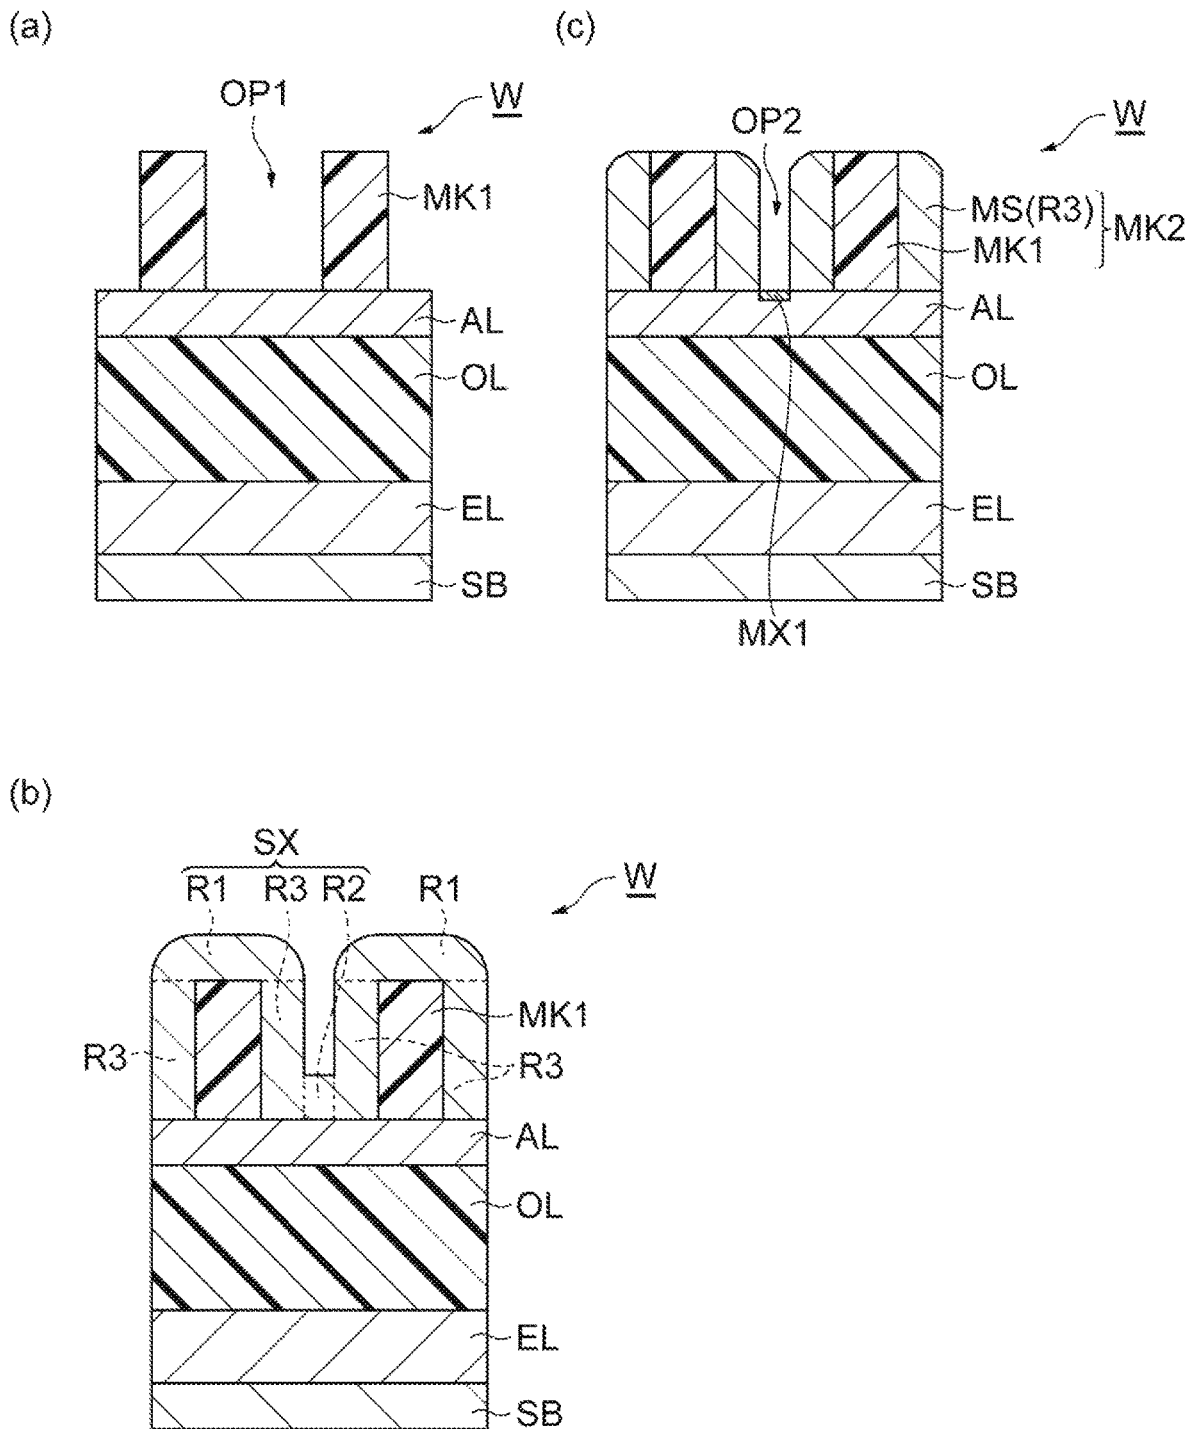 (a)
OP1
W
MK1
AL
OL
EL
SB
(c)
OP2
W
MS(R3)
MK1
MK2
AL
OL
EL
SB
MX1
(b)
SX
R1 R3 R2 R1
W
MK1
R3
R3
AL
OL
EL
SB